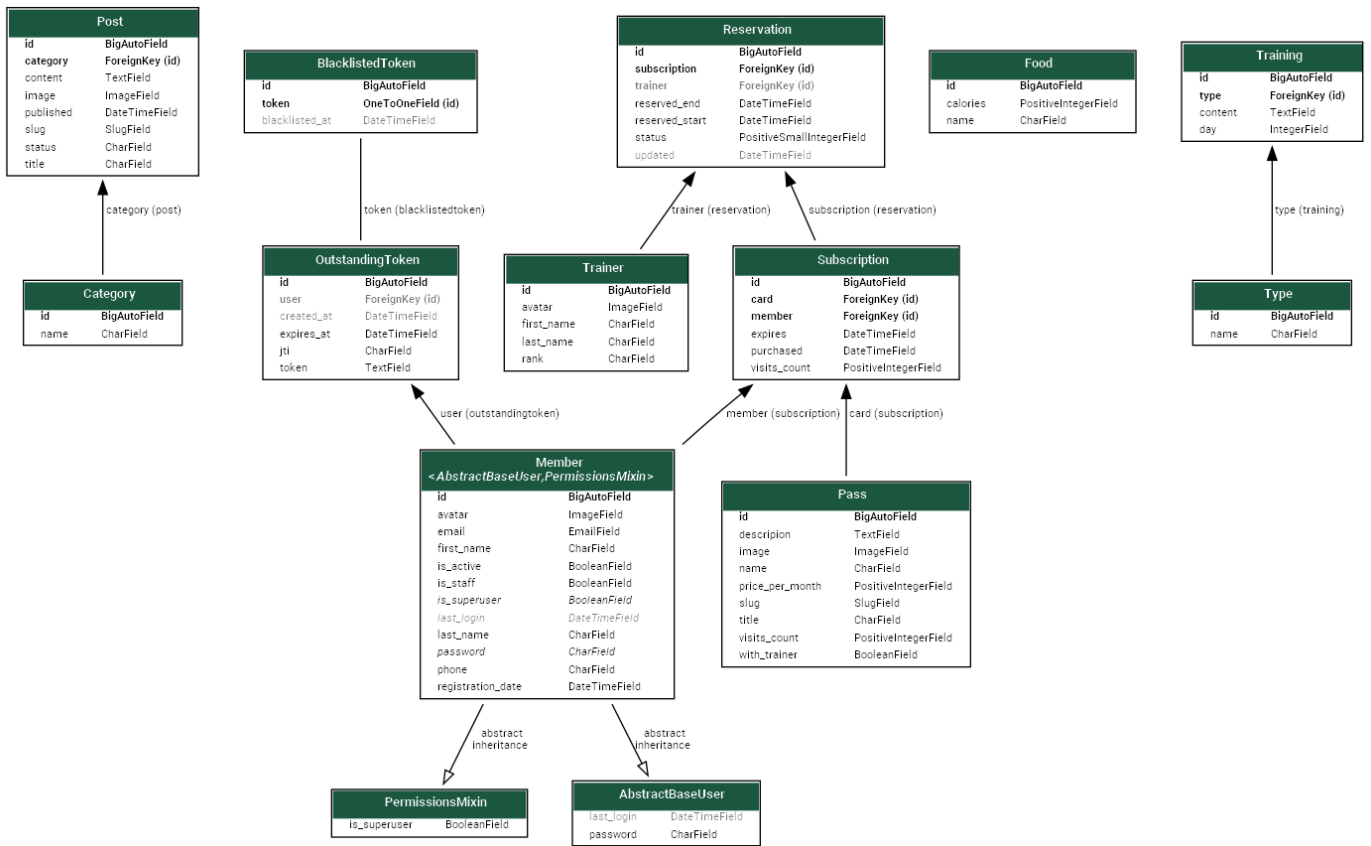 Post
id BigAutoField
category ForeignKey (id)
content TextField
image ImageField
published DateTimeField
slug SlugField
status CharField
title CharField
BlacklistedToken
id BigAutoField
token OneToOneField (id)
blacklisted_at DateTimeField
Reservation
id BigAutoField
subscription ForeignKey (id)
trainer ForeignKey (id)
reserved_end DateTimeField
reserved_start DateTimeField
status PositiveSmallIntegerField
updated DateTimeField
Food
id BigAutoField
calories PositiveIntegerField
name CharField
Training
id BigAutoField
type ForeignKey (id)
content TextField
day IntegerField
category (post)
token (blacklistedtoken)
trainer (reservation)
subscription (reservation)
type (training)
Category
id BigAutoField
name CharField
OutstandingToken
id BigAutoField
user ForeignKey (id)
created_at DateTimeField
expires_at DateTimeField
jti CharField
token TextField
Trainer
id BigAutoField
avatar ImageField
first_name CharField
last_name CharField
rank CharField
Subscription
id BigAutoField
card ForeignKey (id)
member ForeignKey (id)
expires DateTimeField
purchased DateTimeField
visits_count PositiveIntegerField
Type
id BigAutoField
name CharField
user (outstandingtoken)
member (subscription)
card (subscription)
Member
<AbstractBaseUser,PermissionsMixin>
id BigAutoField
avatar ImageField
email EmailField
first_name CharField
is_active BooleanField
is_staff BooleanField
is_superuser BooleanField
last_login DateTimeField
last_name CharField
password CharField
phone CharField
registration_date DateTimeField
Pass
id BigAutoField
descripion TextField
image ImageField
name CharField
price_per_month PositiveIntegerField
slug SlugField
title CharField
visits_count PositiveIntegerField
with_trainer BooleanField
abstract
inheritance
abstract
inheritance
PermissionsMixin
is_superuser BooleanField
AbstractBaseUser
last_login DateTimeField
password CharField